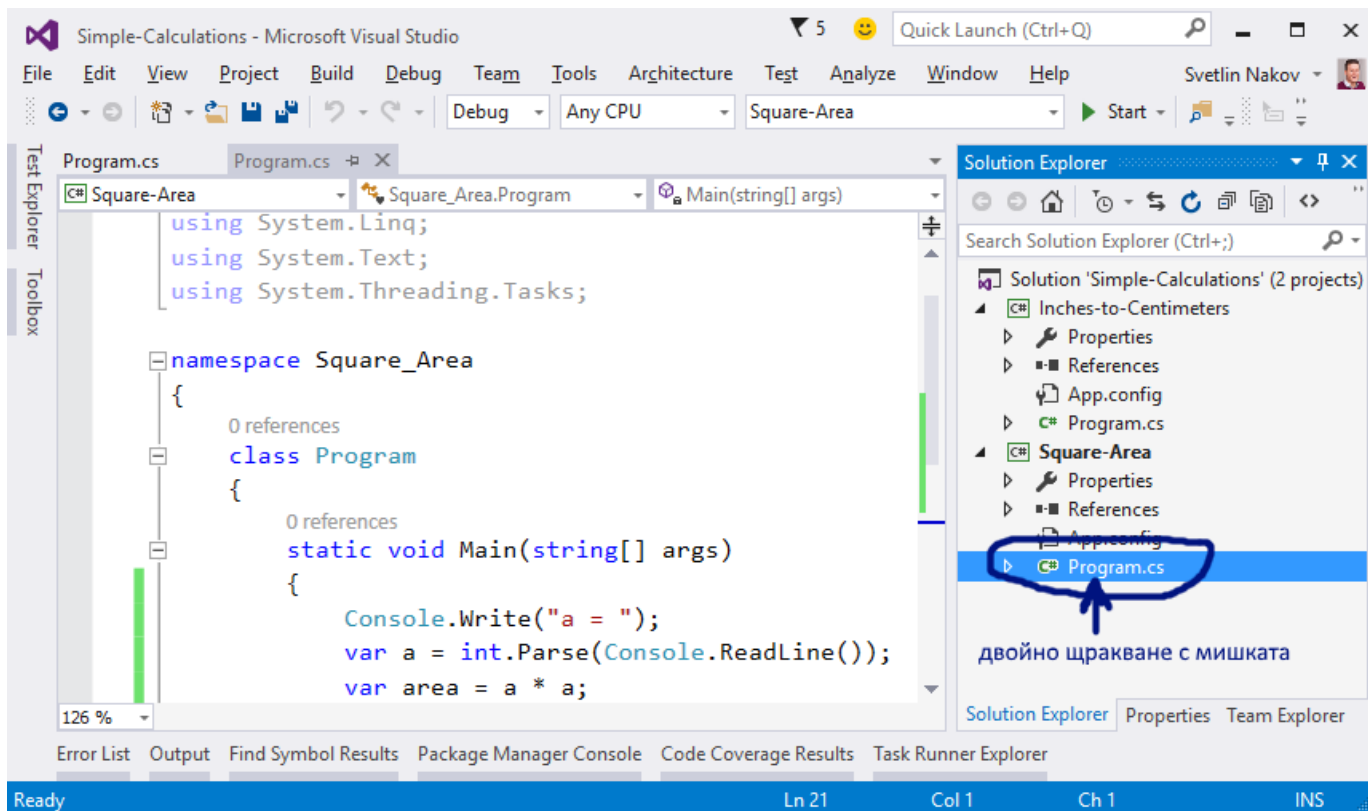 Simple-Calculations - Microsoft Visual Studio
5
Quick Launch (Ctrl+Q)
File Edit View Project Build Debug Team Tools Architecture Test Analyze Window Help
Svetlin Nakov
Debug
Any CPU
Square-Area
Start
Test Explorer
Toolbox
Program.cs
Program.cs
C# Square-Area
Square_Area.Program
Main(string[] args)
using System.Linq;
using System.Text;
using System.Threading.Tasks;
namespace Square_Area
{
0 references
class Program
{
0 references
static void Main(string[] args)
{
Console.Write("a = ");
var a = int.Parse(Console.ReadLine());
var area = a * a;
126 %
Solution Explorer
Search Solution Explorer (Ctrl+;)
Solution 'Simple-Calculations' (2 projects)
C# Inches-to-Centimeters
Properties
References
App.config
C# Program.cs
C# Square-Area
Properties
References
App.config
C# Program.cs
двойно щракване с мишката
Solution Explorer Properties Team Explorer
Error List Output Find Symbol Results Package Manager Console Code Coverage Results Task Runner Explorer
Ready
Ln 21
Col 1
Ch 1
INS